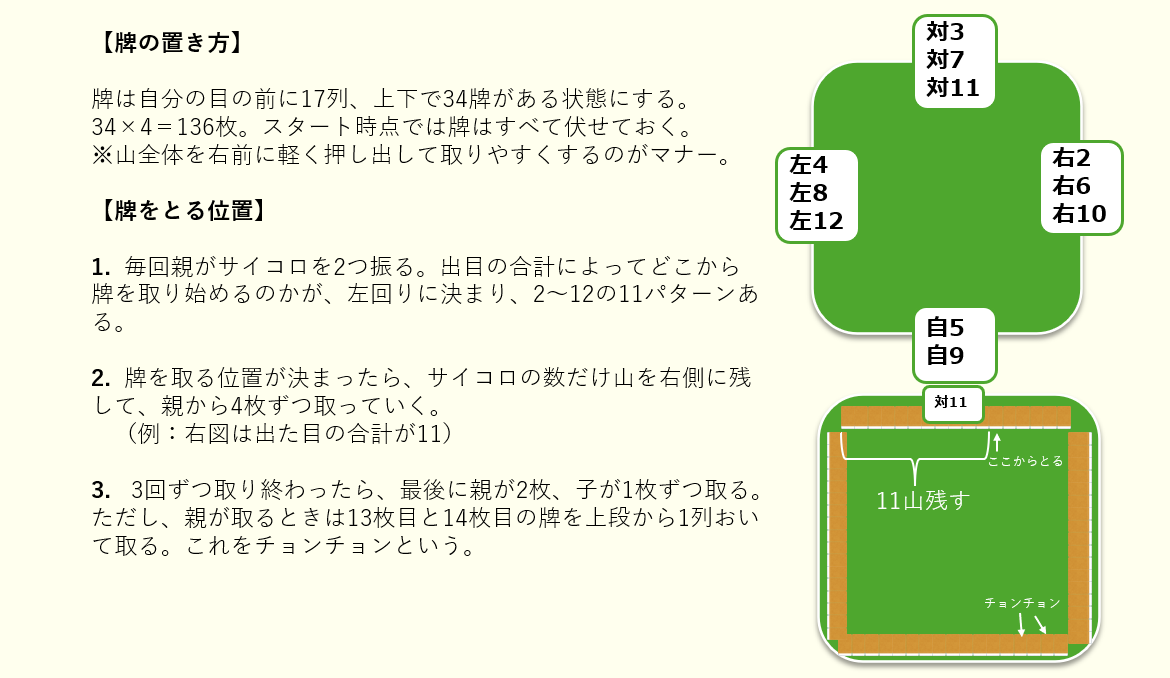 【牌の置き方】
牌は自分の目の前に17列、上下で34牌がある状態にする。
34×4＝136枚。スタート時点では牌はすべて伏せておく。
※山全体を右前に軽く押し出して取りやすくするのがマナー。
【牌をとる位置】
1. 毎回親がサイコロを2つ振る。出目の合計によってどこから
牌を取り始めるのかが、左回りに決まり、2～12の11パターンあ
る。
2. 牌を取る位置が決まったら、サイコロの数だけ山を右側に残
して、親から4枚ずつ取っていく。
（例：右図は出た目の合計が11）
3. 3回ずつ取り終わったら、最後に親が2枚、子が1枚ずつ取る。
ただし、親が取るときは13枚目と14枚目の牌を上段から1列おい
て取る。これをチョンチョンという。
対3
対7
対11
左4
左8
左12
右2
右6
右10
自5
自9
対11
ここからとる
11山残す
チョンチョン